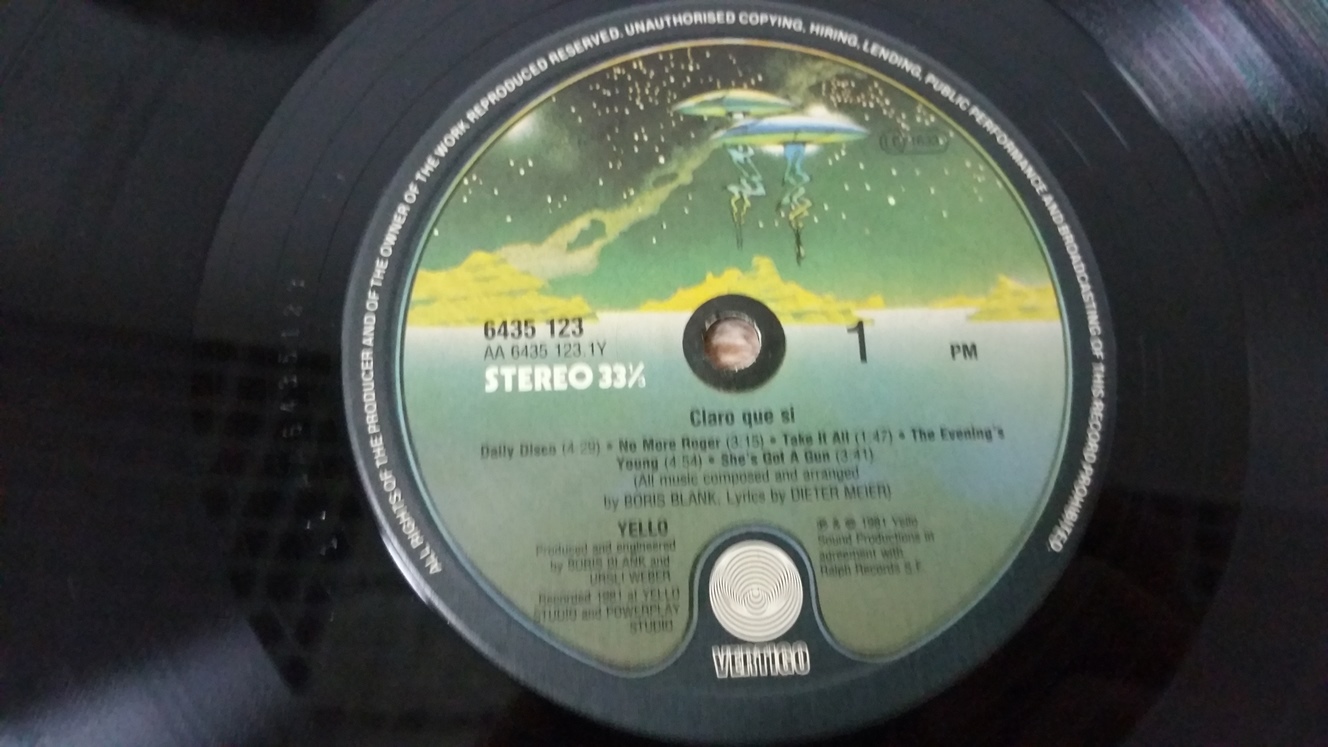 ALL RIGHTS OF THE PRODUCER AND OF THE OWNER OF THE WORK REPRODUCED RESERVED. UNAUTHORISED COPYING, HIRING, LENDING, PUBLIC PERFORMANCE AND BROADCASTING OF THIS RECORD PROHIBITED.
6435 123
AA 6435 123.1Y
STEREO 33⅓
1
PM
Claro que si
Daily Disco (4:29) • No More Roger (3:15) • Take It All (1:47) • The Evening's
Young (4:54) • She's Got A Gun (3:41)
(All music composed and arranged
by BORIS BLANK. Lyrics by DIETER MEIER)
YELLO
Produced and engineered
by BORIS BLANK and
URSLI WEBER
Recorded 1981 at YELLO
STUDIO and POWERPLAY
STUDIO
℗ & © 1981 Yello
Sound Productions in
agreement with
Ralph Records S.F.
VERTIGO